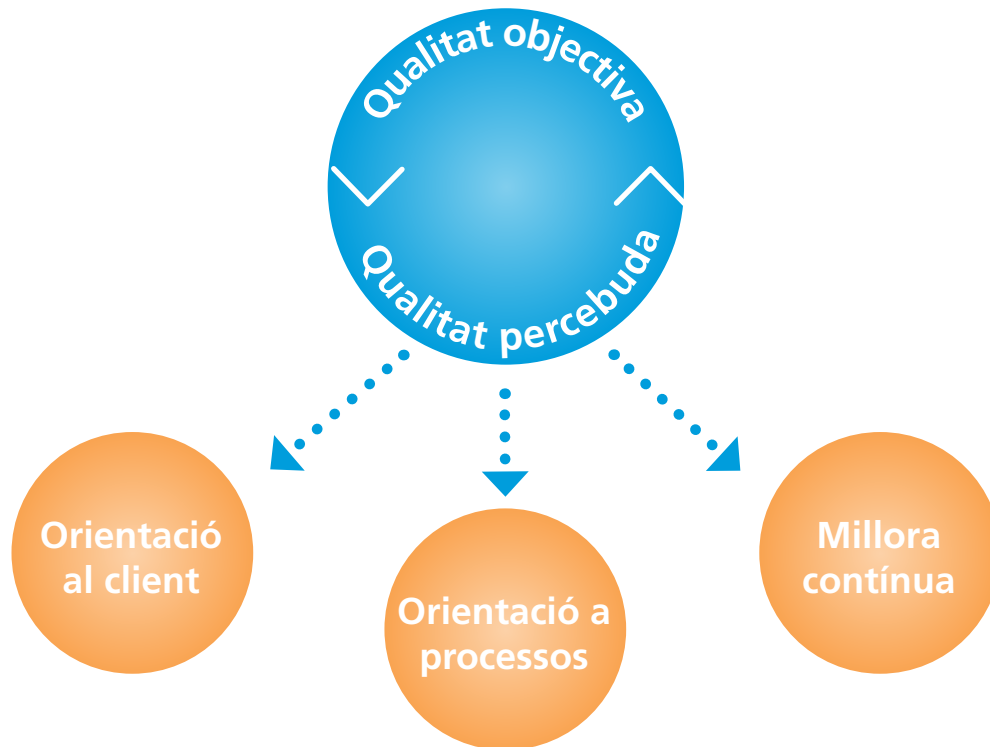 Qualitat objectiva
Qualitat percebuda
Orientació
al client
Orientació a
processos
Millora
contínua